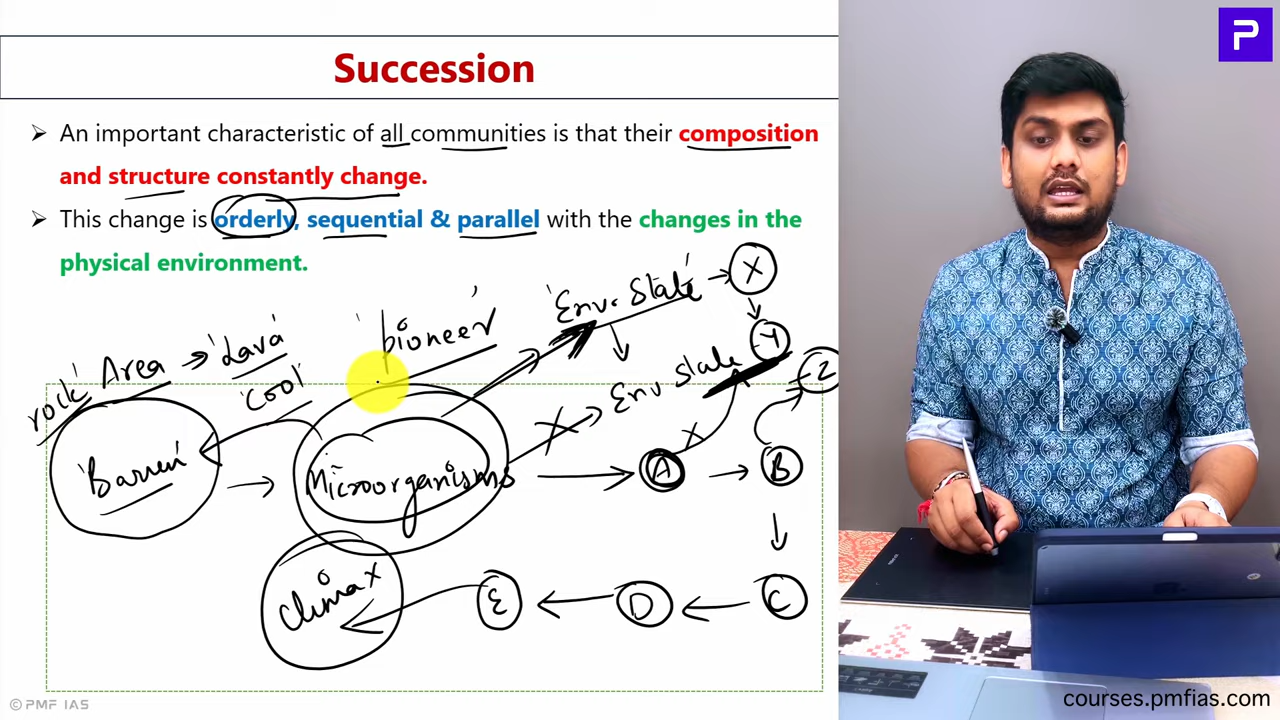 Succession
➢ An important characteristic of all communities is that their composition
and structure constantly change.
➢ This change is orderly, sequential & parallel with the changes in the
physical environment.
'Env. State' → X
'pioneer'
rock' Area → 'Lava'
Cool
Env State Y
Z
'Barren' → Microorganisms → A → B
Climax ← E ← D ← C
P
© PMF IAS
courses.pmfias.com